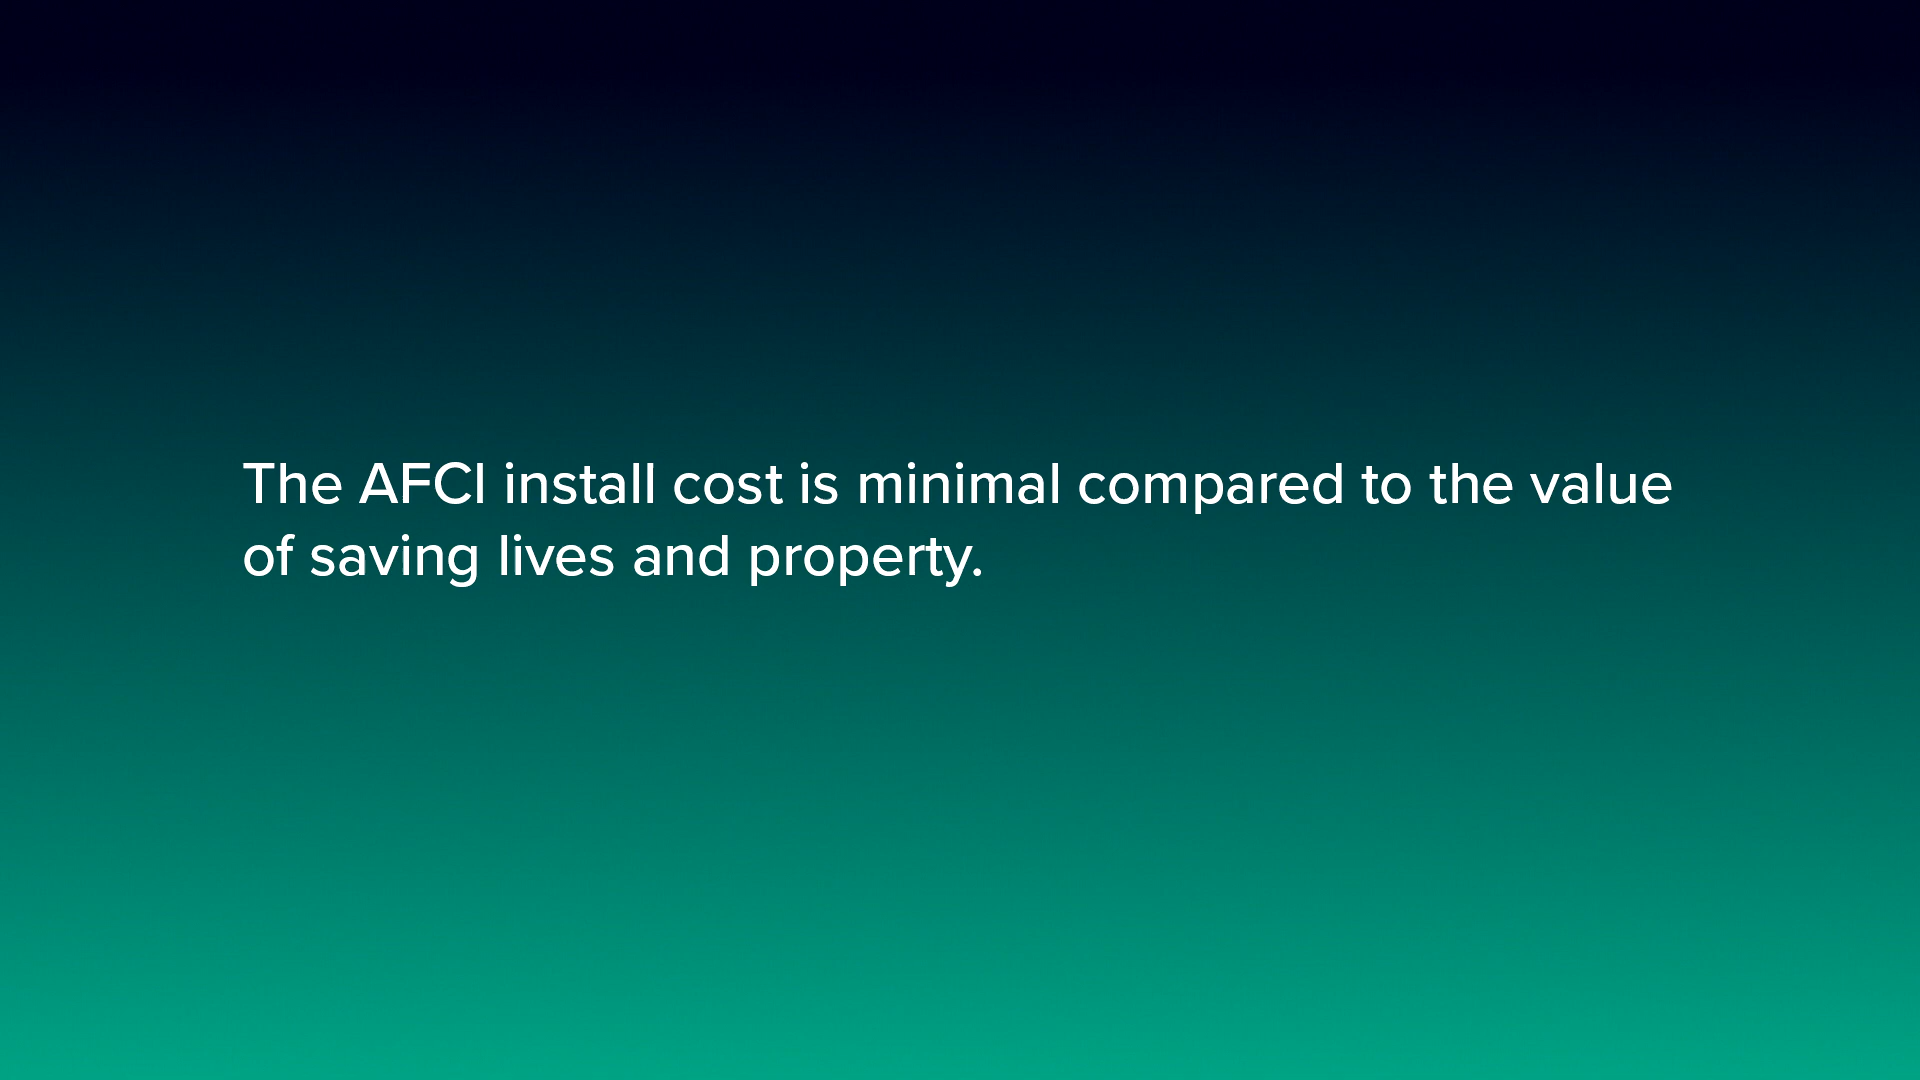 The AFCI install cost is minimal compared to the value
of saving lives and property.